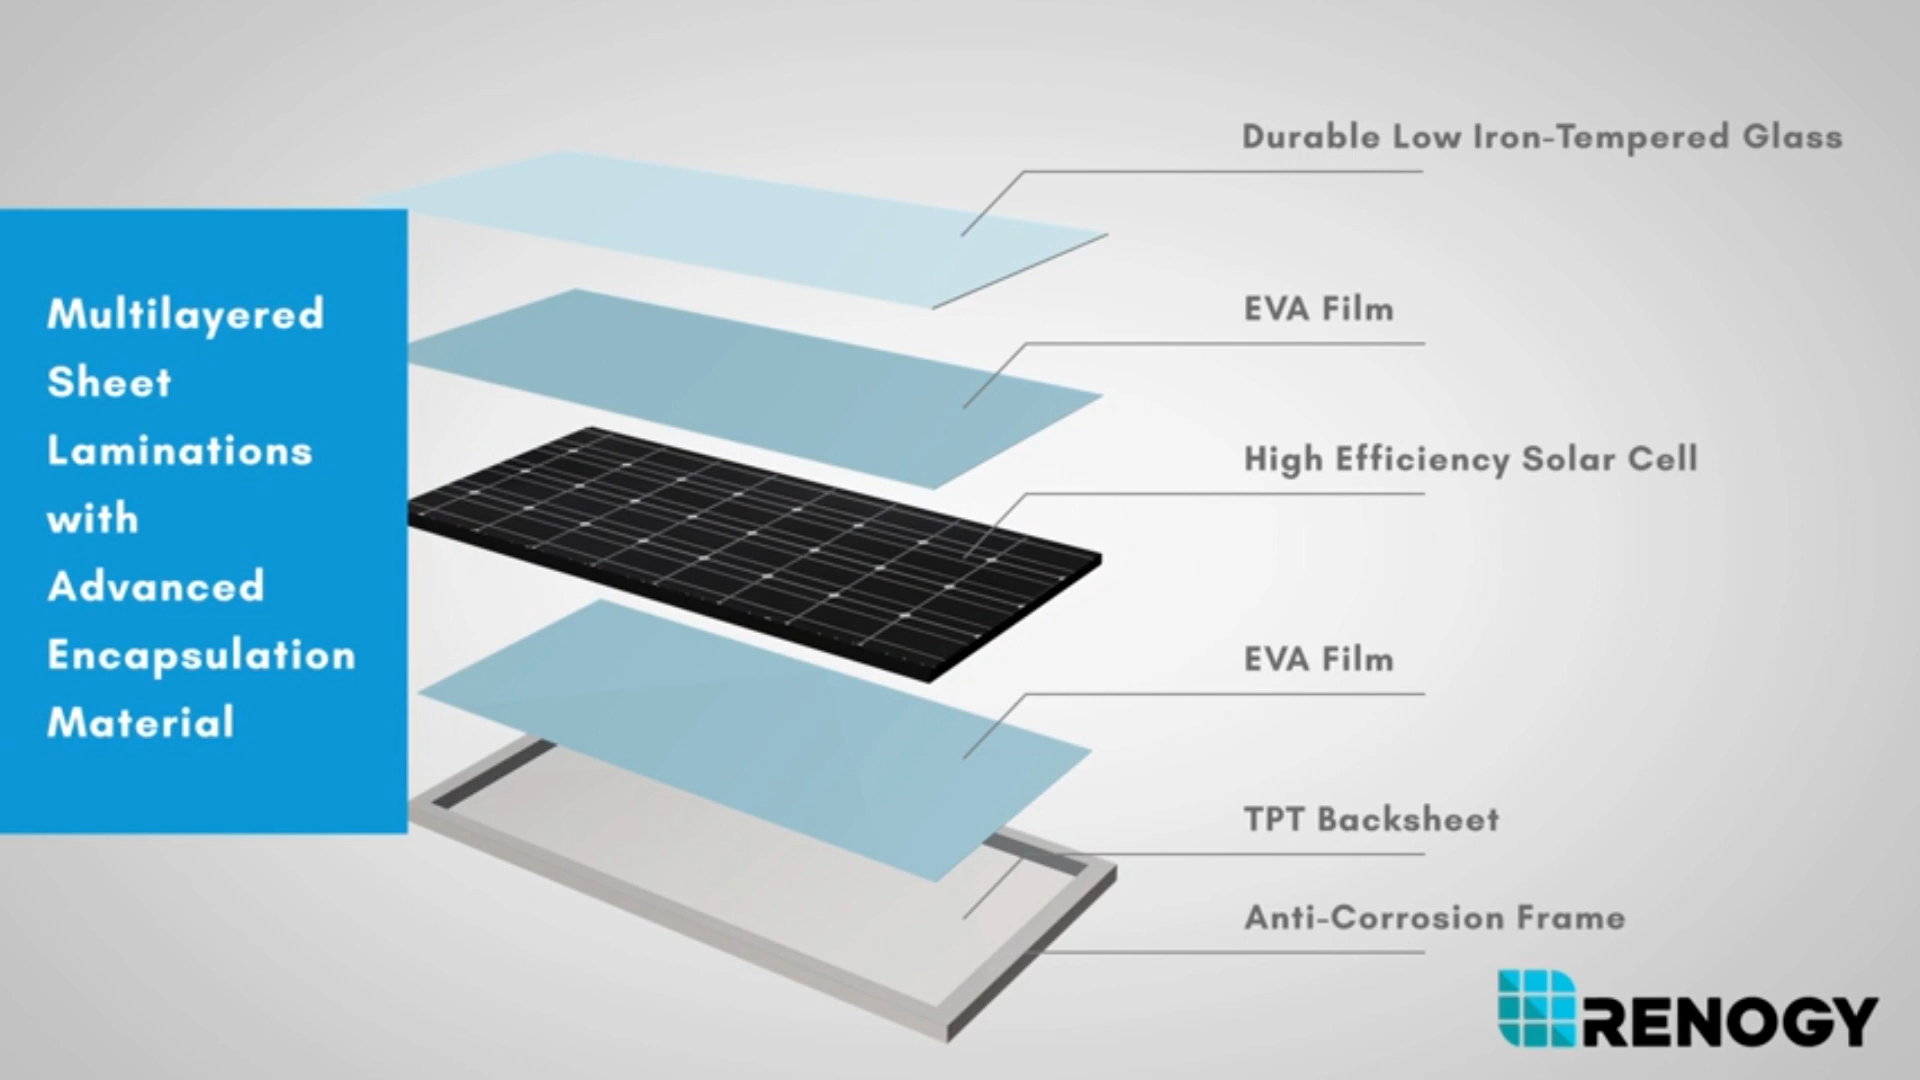 Multilayered
Sheet
Laminations
with
Advanced
Encapsulation
Material
Durable Low Iron-Tempered Glass
EVA Film
High Efficiency Solar Cell
EVA Film
TPT Backsheet
Anti-Corrosion Frame
RENOGY